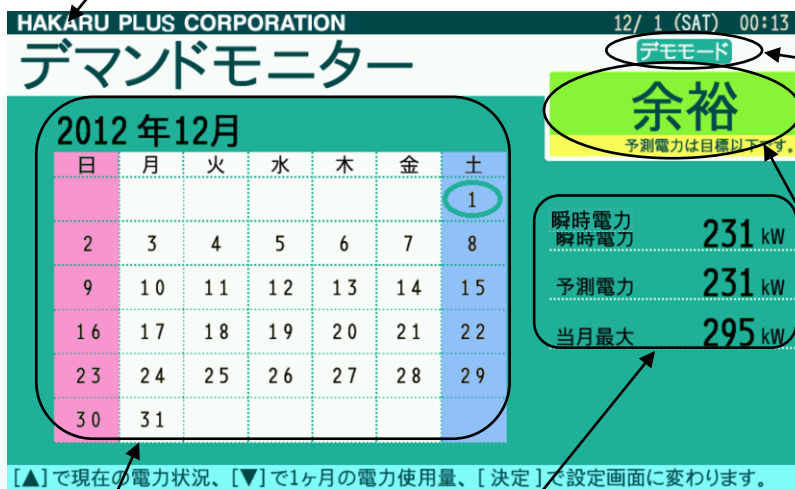 HAKARU PLUS CORPORATION 12/ 1 (SAT) 00:13
デマンドモニター
デモモード
余裕
予測電力は目標以下です。
2012 年12月
日 月 火 水 木 金 土
1
2 3 4 5 6 7 8
9 10 11 12 13 14 15
16 17 18 19 20 21 22
23 24 25 26 27 28 29
30 31
瞬時電力
瞬時電力 231 kW
予測電力 231 kW
当月最大 295 kW
[▲]で現在の電力状況、[▼]で1ヶ月の電力使用量、[決定]で設定画面に変わります。